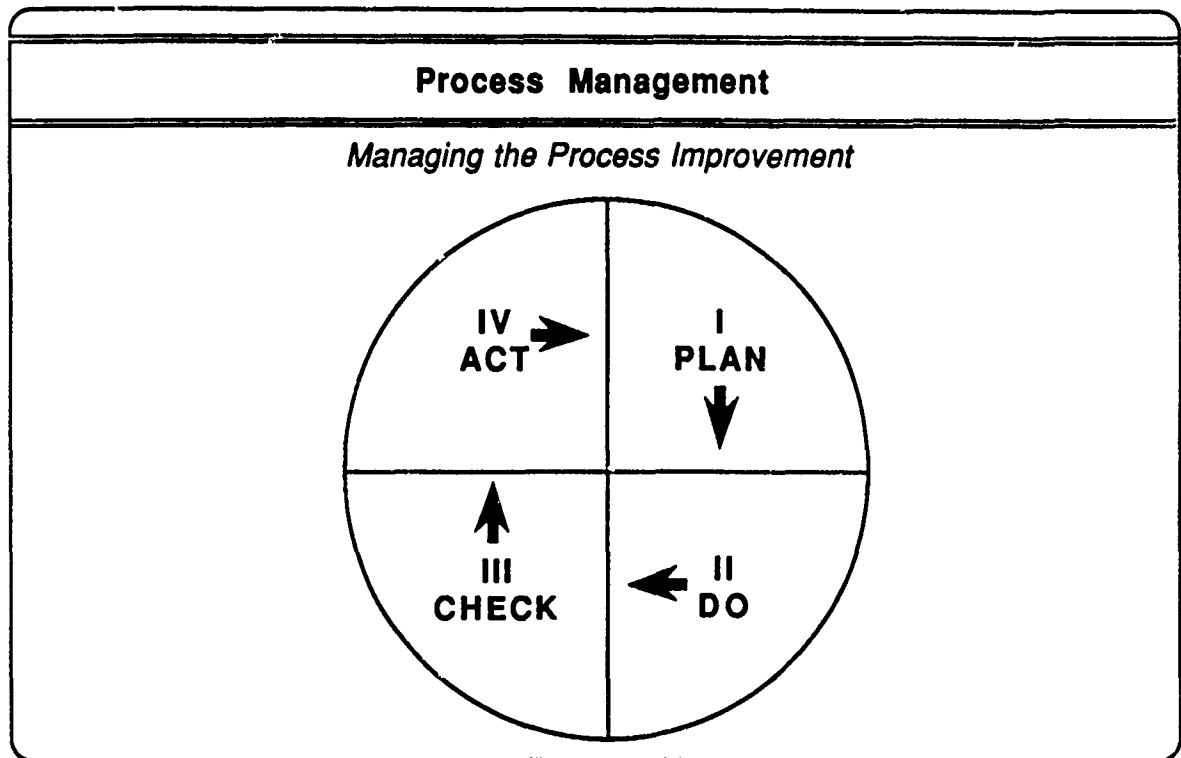 Process Management
Managing the Process Improvement
I
PLAN
II
DO
III
CHECK
IV
ACT